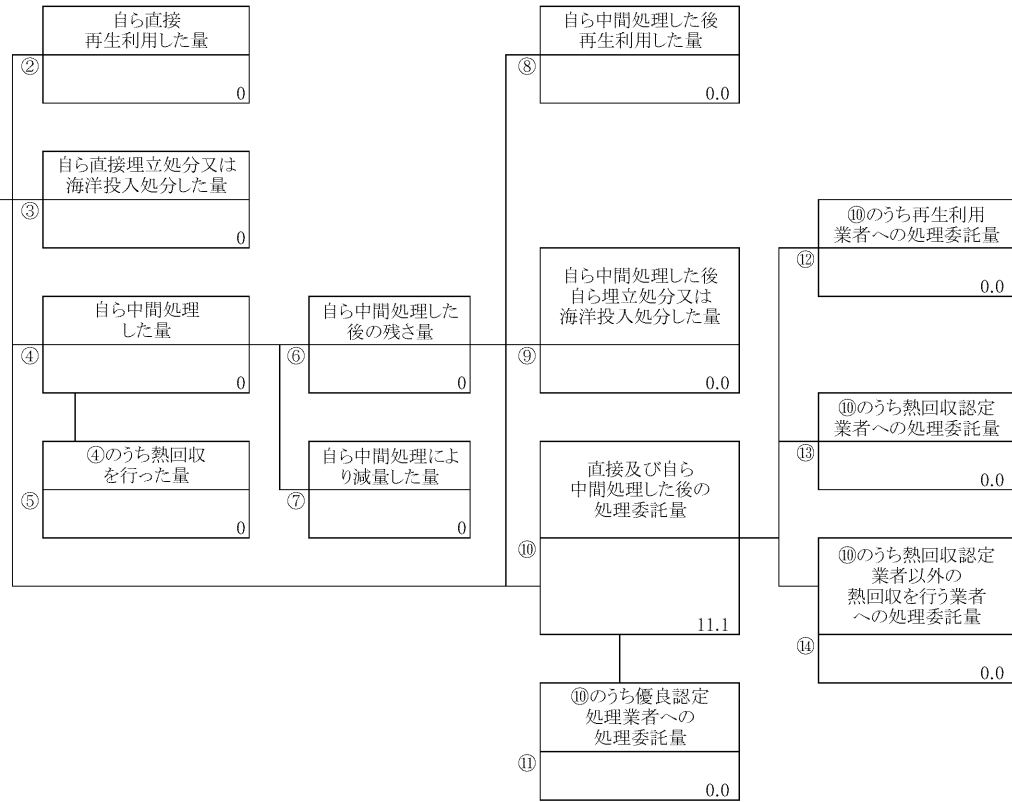 自ら直接
再生利用した量
②
0
自ら直接埋立処分又は
海洋投入処分した量
③
0
自ら中間処理
した量
④
0
④のうち熱回収
を行った量
⑤
0
自ら中間処理した
後の残さ量
⑥
0
自ら中間処理によ
り減量した量
⑦
0
自ら中間処理した後
再生利用した量
⑧
0.0
自ら中間処理した後
自ら埋立処分又は
海洋投入処分した量
⑨
0.0
直接及び自ら
中間処理した後の
処理委託量
⑩
11.1
⑩のうち優良認定
処理業者への
処理委託量
⑪
0.0
⑩のうち再生利用
業者への処理委託量
⑫
0.0
⑩のうち熱回収認定
業者への処理委託量
⑬
0.0
⑩のうち熱回収認定
業者以外の
熱回収を行う業者
への処理委託量
⑭
0.0